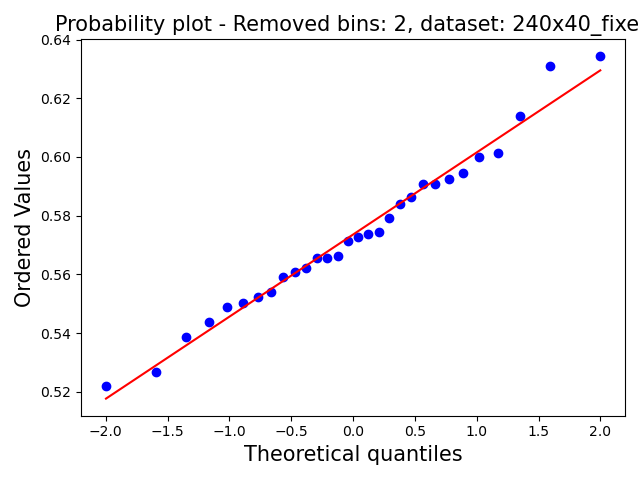 Probability plot - Removed bins: 2, dataset: 240x40_fixe
0.64
0.62
0.60
0.58
0.56
0.54
0.52
Ordered Values
−2.0 −1.5 −1.0 −0.5 0.0 0.5 1.0 1.5 2.0
Theoretical quantiles